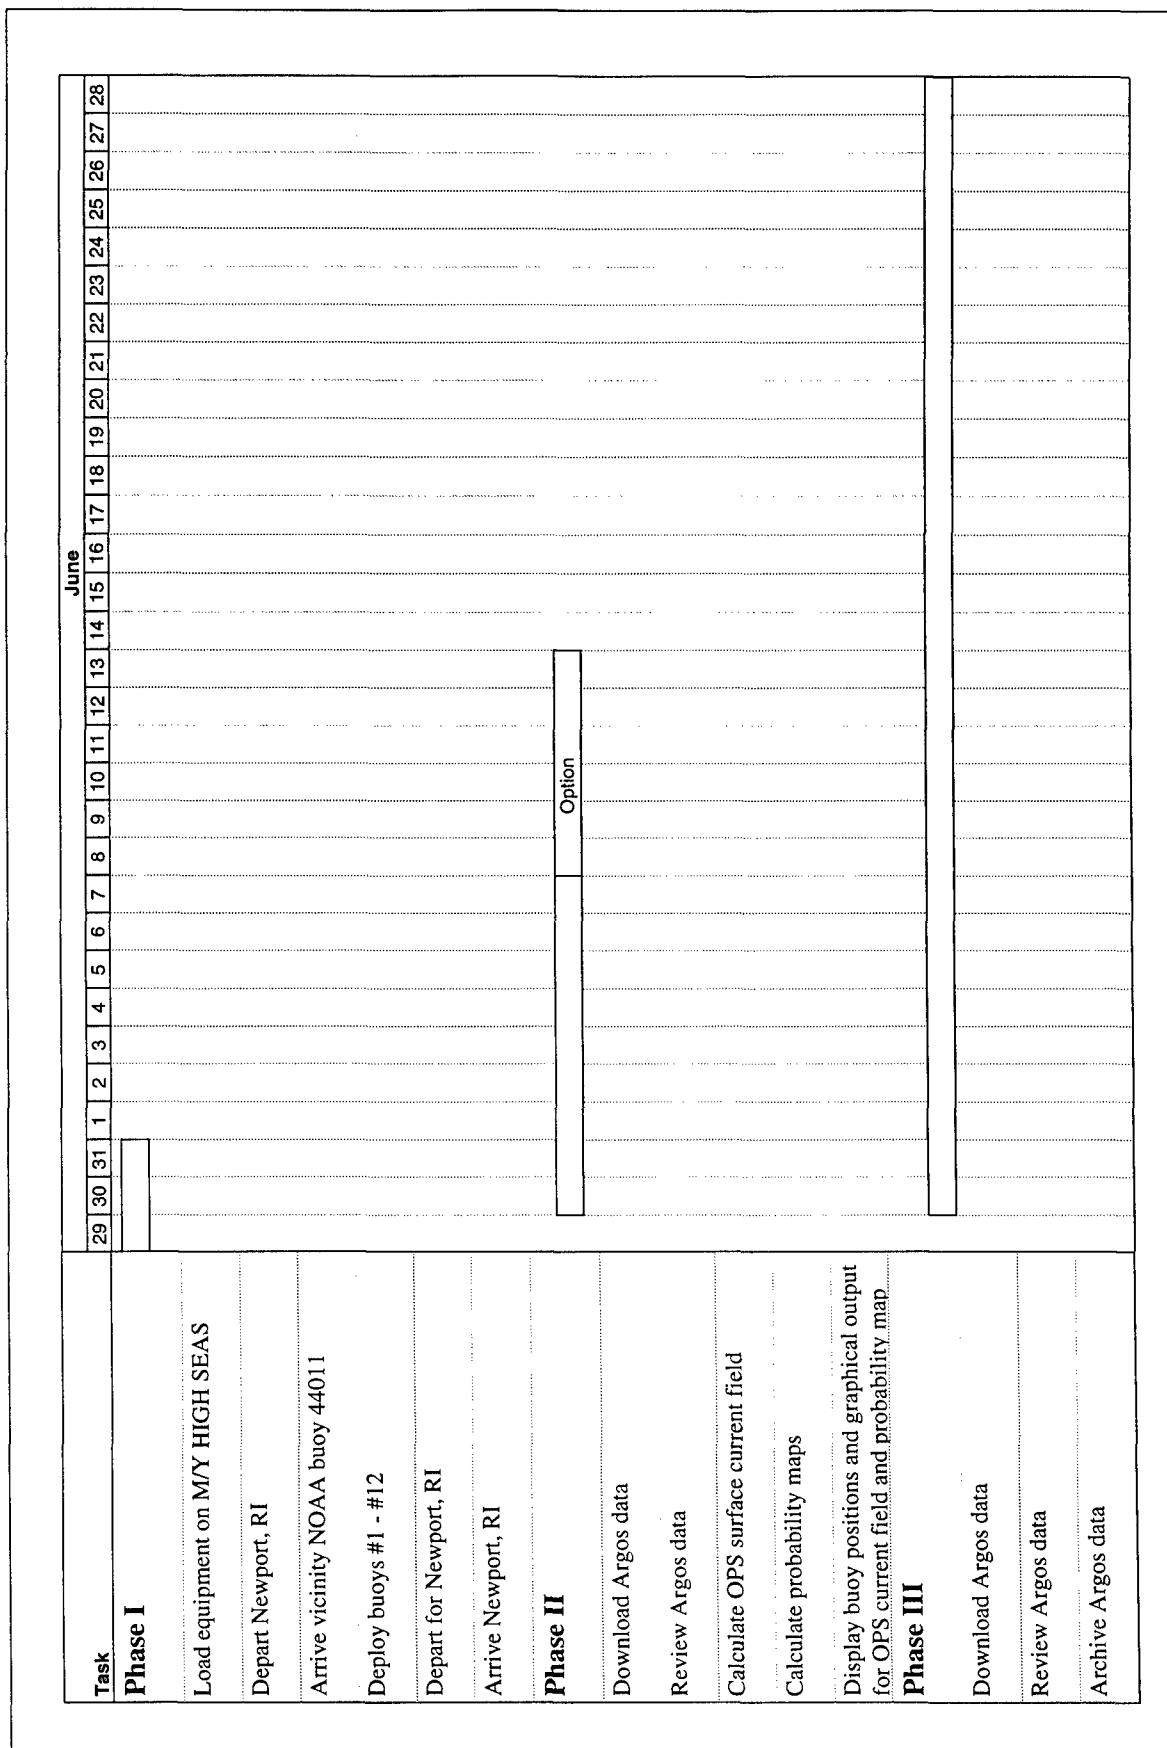 June
Task 29 30 31 1 2 3 4 5 6 7 8 9 10 11 12 13 14 15 16 17 18 19 20 21 22 23 24 25 26 27 28
Phase I
Load equipment on M/Y HIGH SEAS
Depart Newport, RI
Arrive vicinity NOAA buoy 44011
Deploy buoys #1 - #12
Depart for Newport, RI
Arrive Newport, RI
Phase II
Option
Download Argos data
Review Argos data
Calculate OPS surface current field
Calculate probability maps
Display buoy positions and graphical output
for OPS current field and probability map
Phase III
Download Argos data
Review Argos data
Archive Argos data